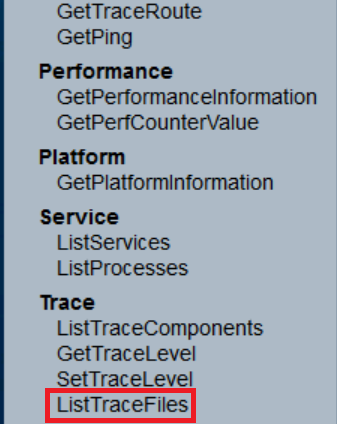 GetTraceRoute
GetPing
Performance
GetPerformanceInformation
GetPerfCounterValue
Platform
GetPlatformInformation
Service
ListServices
ListProcesses
Trace
ListTraceComponents
GetTraceLevel
SetTraceLevel
ListTraceFiles